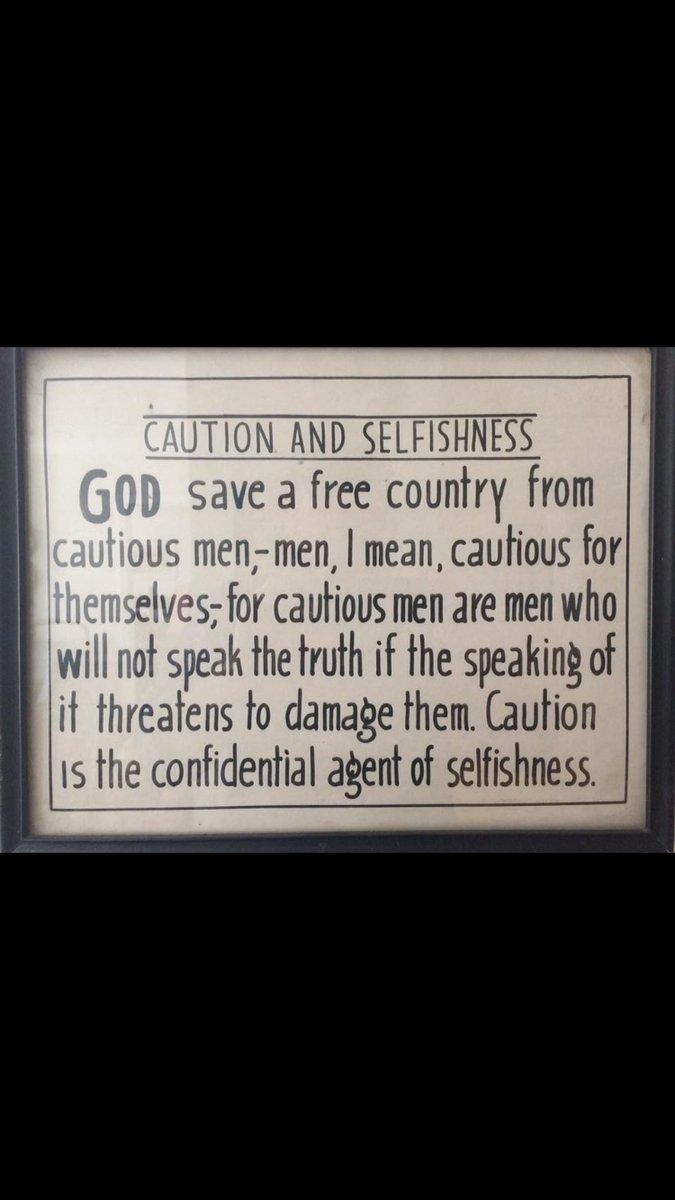 CAUTION AND SELFISHNESS
GOD save a free country from
cautious men,-men, I mean, cautious for
themselves,-for cautious men are men who
will not speak the truth if the speaking of
it threatens to damage them. Caution
is the confidential agent of selfishness.